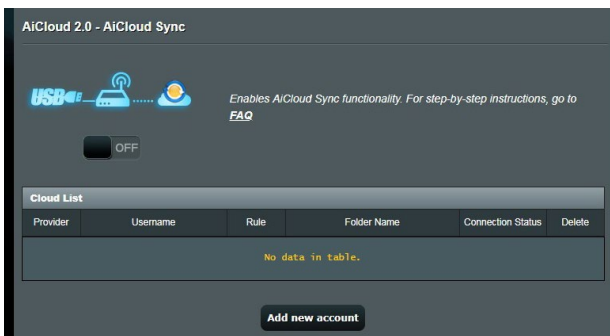 AiCloud 2.0 - AiCloud Sync
USB
Enables AiCloud Sync functionality. For step-by-step instructions, go to
FAQ
OFF
Cloud List
Provider Username Rule Folder Name Connection Status Delete
No data in table.
Add new account